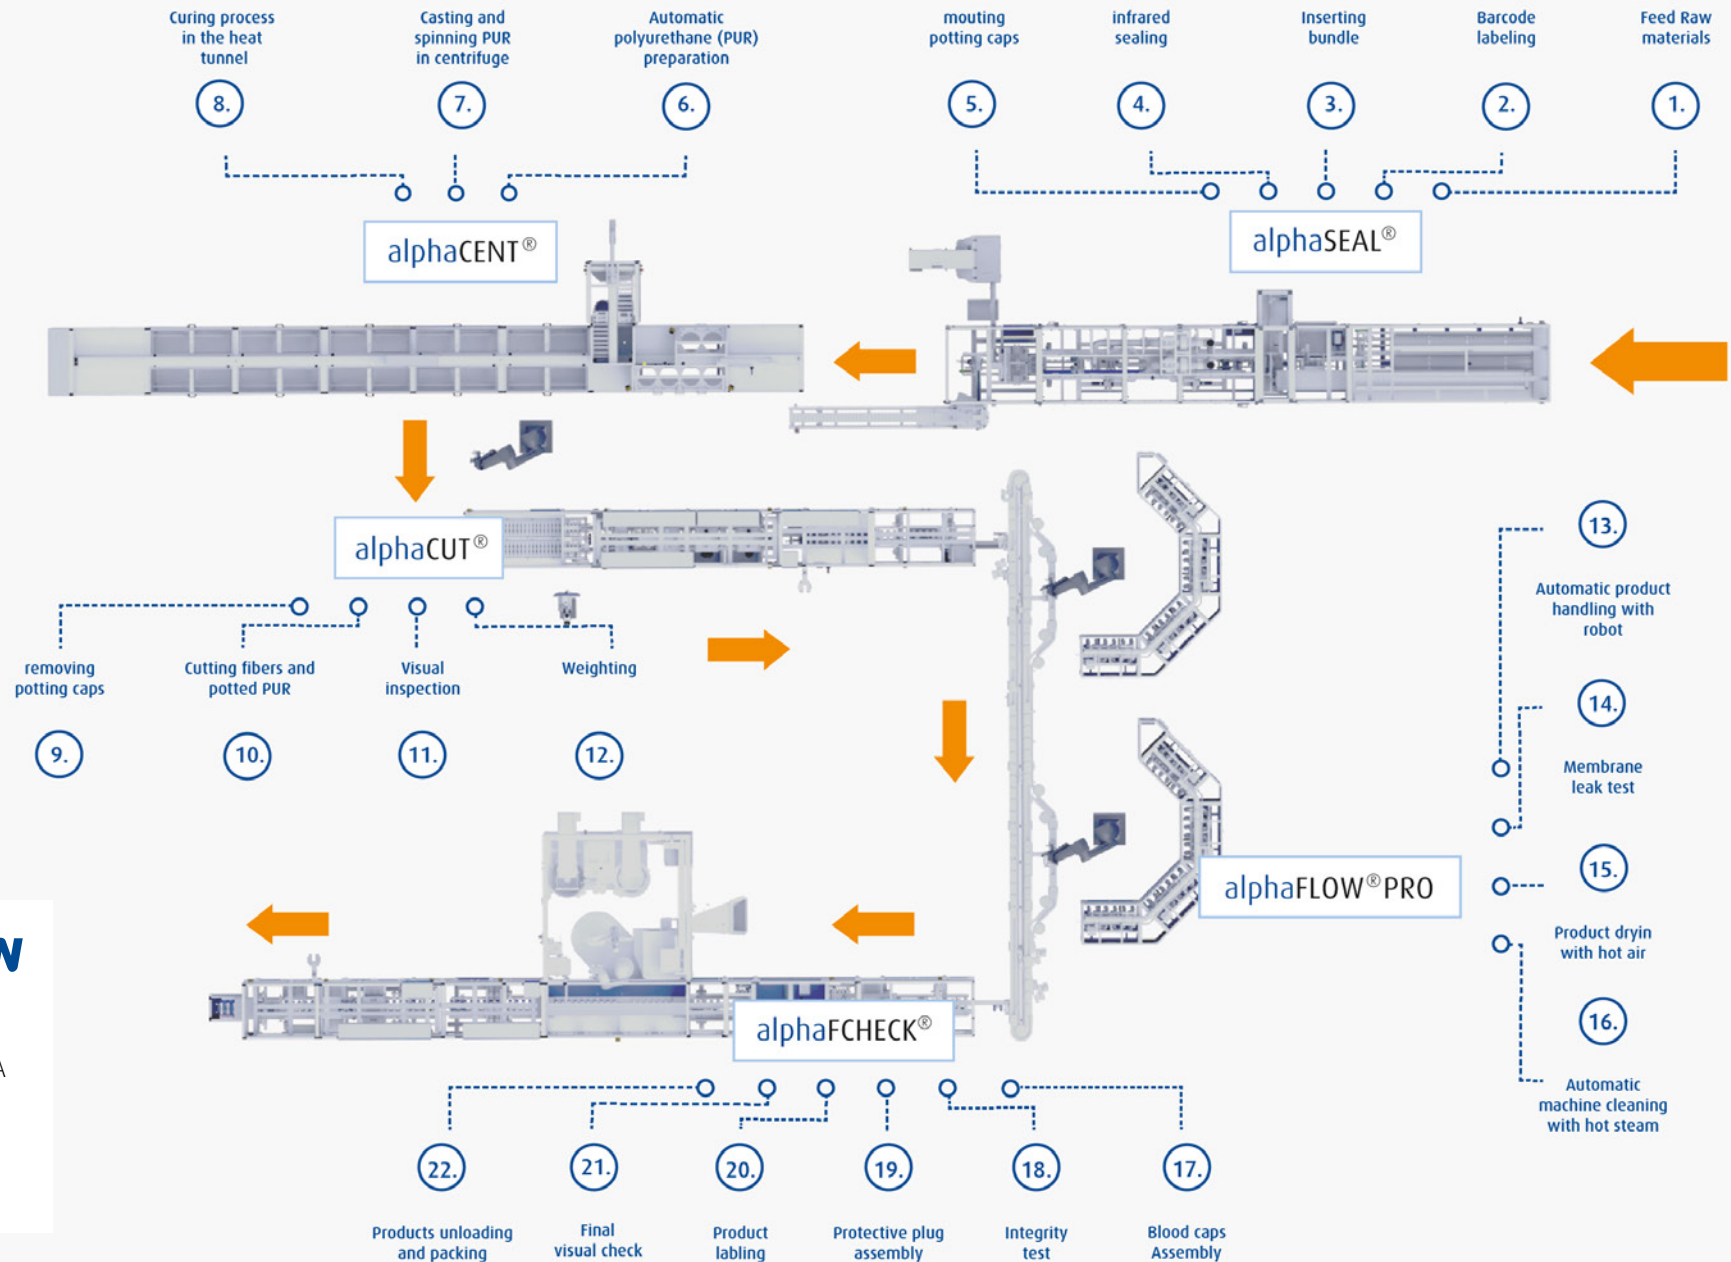 Curing process
in the heat
tunnel
8.
Casting and
spinning PUR
in centrifuge
7.
Automatic
polyurethane (PUR)
preparation
6.
mouting
potting caps
5.
infrared
sealing
4.
Inserting
bundle
3.
Barcode
labeling
2.
Feed Raw
materials
1.
alphaCENT®
alphaSEAL®
alphaCUT®
removing
potting caps
9.
Cutting fibers and
potted PUR
10.
Visual
inspection
11.
Weighting
12.
13.
Automatic product
handling with
robot
14.
Membrane
leak test
15.
Product dryin
with hot air
16.
Automatic
machine cleaning
with hot steam
alphaFLOW®PRO
w
A
alphaFCHECK®
22.
Products unloading
and packing
21.
Final
visual check
20.
Product
labling
19.
Protective plug
assembly
18.
Integrity
test
17.
Blood caps
Assembly